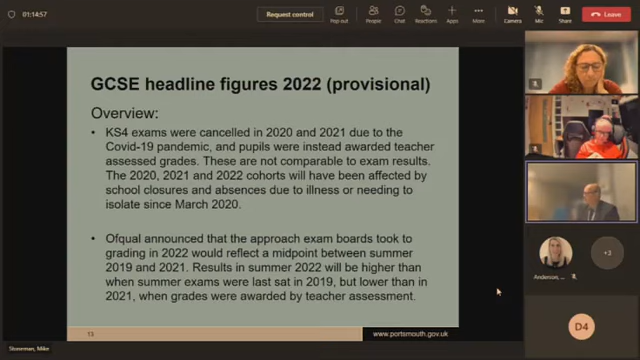 01:14:57
Request control
Pop out
People
Chat
Reactions
Apps
More
Camera
Mic
Share
Leave
GCSE headline figures 2022 (provisional)
Overview:
• KS4 exams were cancelled in 2020 and 2021 due to the
Covid-19 pandemic, and pupils were instead awarded teacher
assessed grades. These are not comparable to exam results.
The 2020, 2021 and 2022 cohorts will have been affected by
school closures and absences due to illness or needing to
isolate since March 2020.
• Ofqual announced that the approach exam boards took to
grading in 2022 would reflect a midpoint between summer
2019 and 2021. Results in summer 2022 will be higher than
when summer exams were last sat in 2019, but lower than in
2021, when grades were awarded by teacher assessment.
13
www.portsmouth.gov.uk
D4